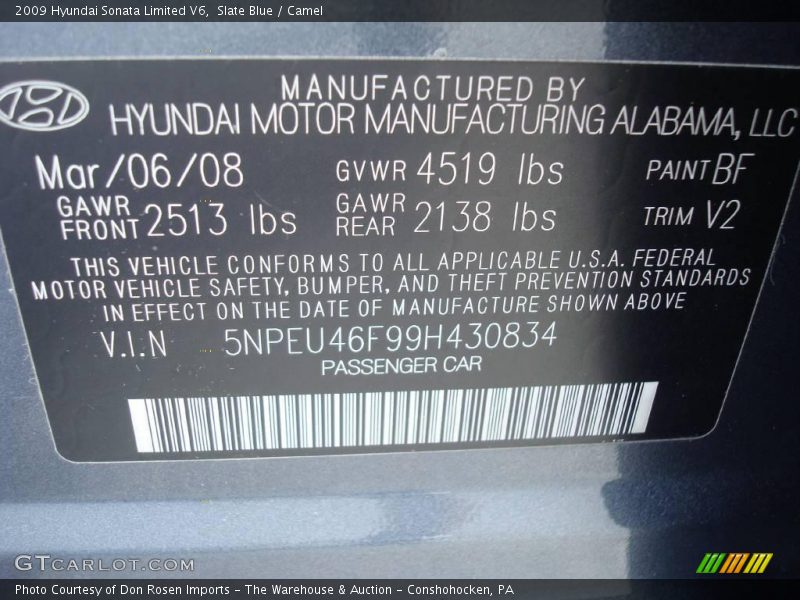 2009 Hyundai Sonata Limited V6, Slate Blue / Camel
MANUFACTURED BY
HYUNDAI MOTOR MANUFACTURING ALABAMA, LLC
Mar/06/08 GVWR 4519 lbs PAINT BF
GAWR FRONT 2513 lbs GAWR REAR 2138 lbs TRIM V2
THIS VEHICLE CONFORMS TO ALL APPLICABLE U.S.A. FEDERAL
MOTOR VEHICLE SAFETY, BUMPER, AND THEFT PREVENTION STANDARDS
IN EFFECT ON THE DATE OF MANUFACTURE SHOWN ABOVE
V.I.N 5NPEU46F99H430834
PASSENGER CAR
GTCARLOT.COM
Photo Courtesy of Don Rosen Imports - The Warehouse & Auction - Conshohocken, PA